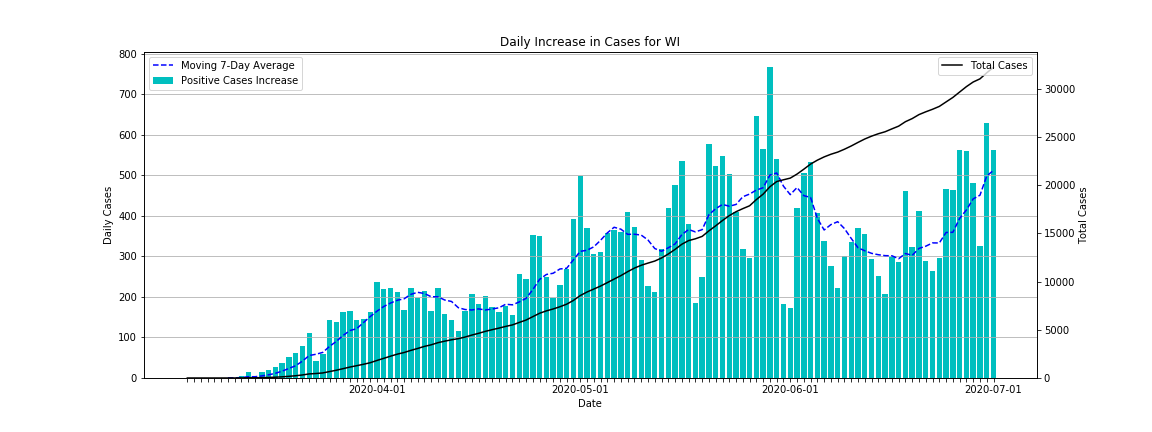 Daily Increase in Cases for WI
Moving 7-Day Average
Positive Cases Increase
Total Cases
800
700
600
500
400
300
200
100
0
Daily Cases
30000
25000
20000
15000
10000
5000
0
Total Cases
2020-04-01
2020-05-01
2020-06-01
2020-07-01
Date